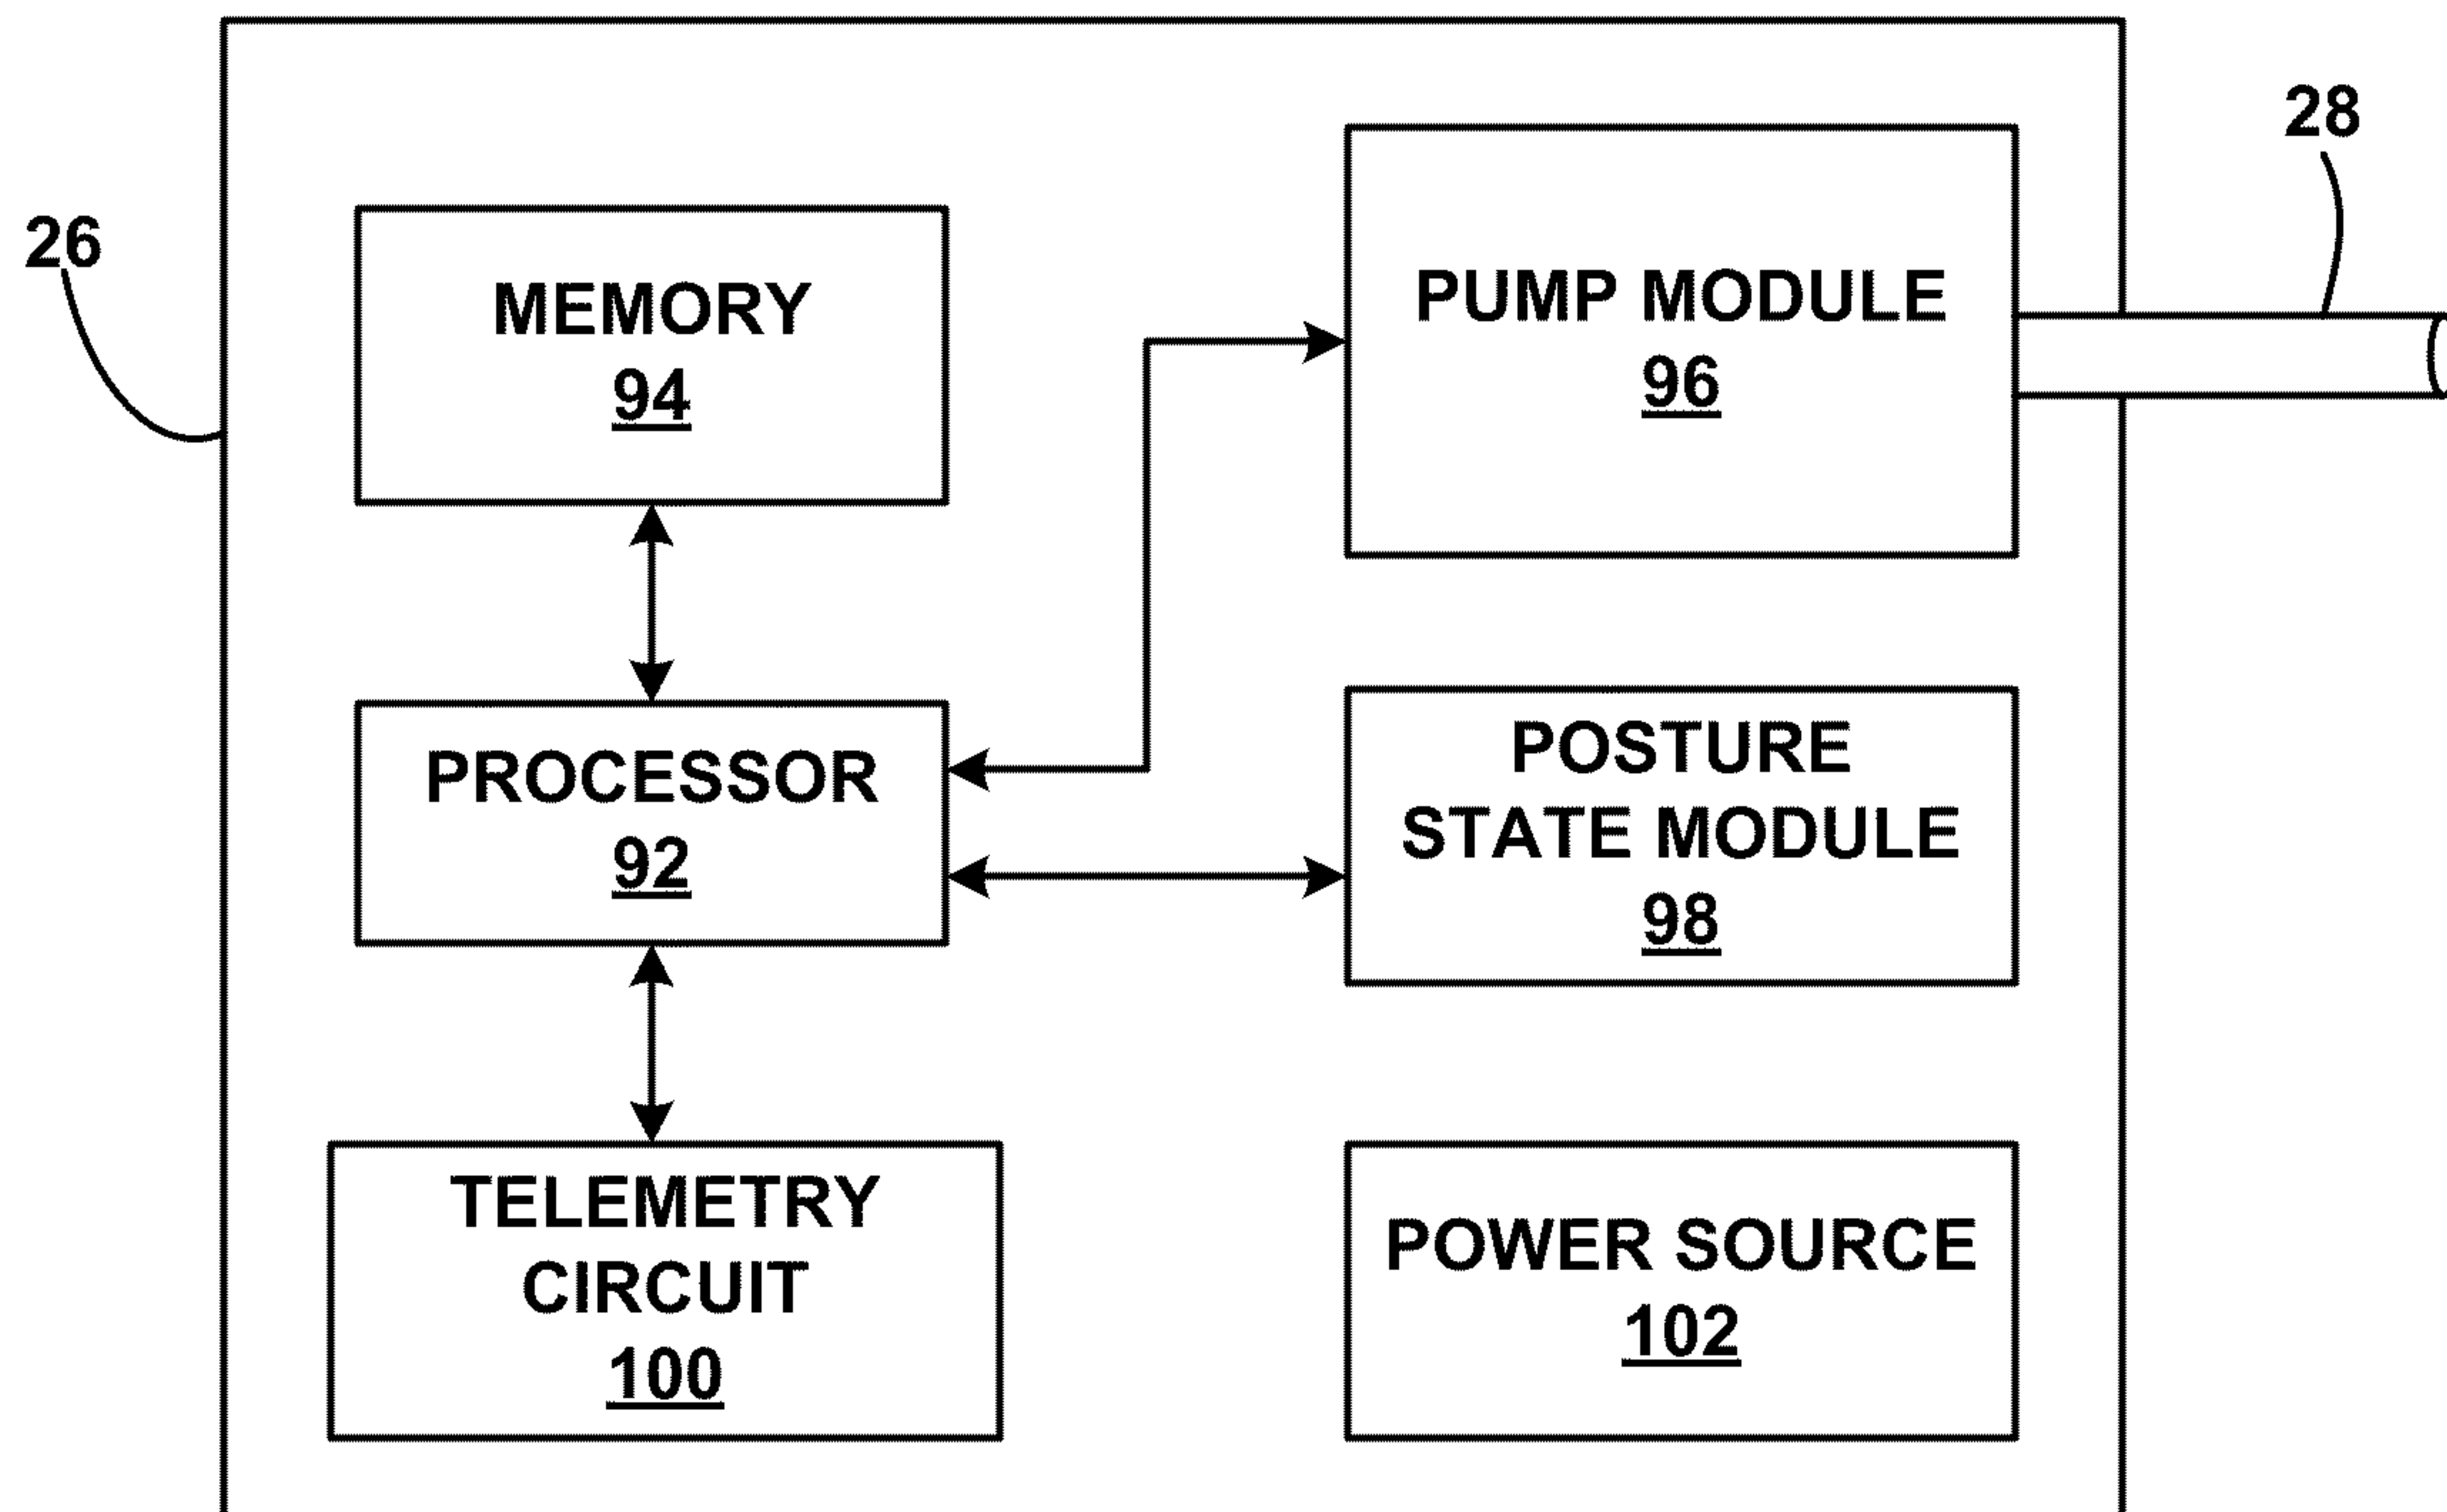 26
28
MEMORY
94
PUMP MODULE
96
PROCESSOR
92
POSTURE
STATE MODULE
98
TELEMETRY
CIRCUIT
100
POWER SOURCE
102